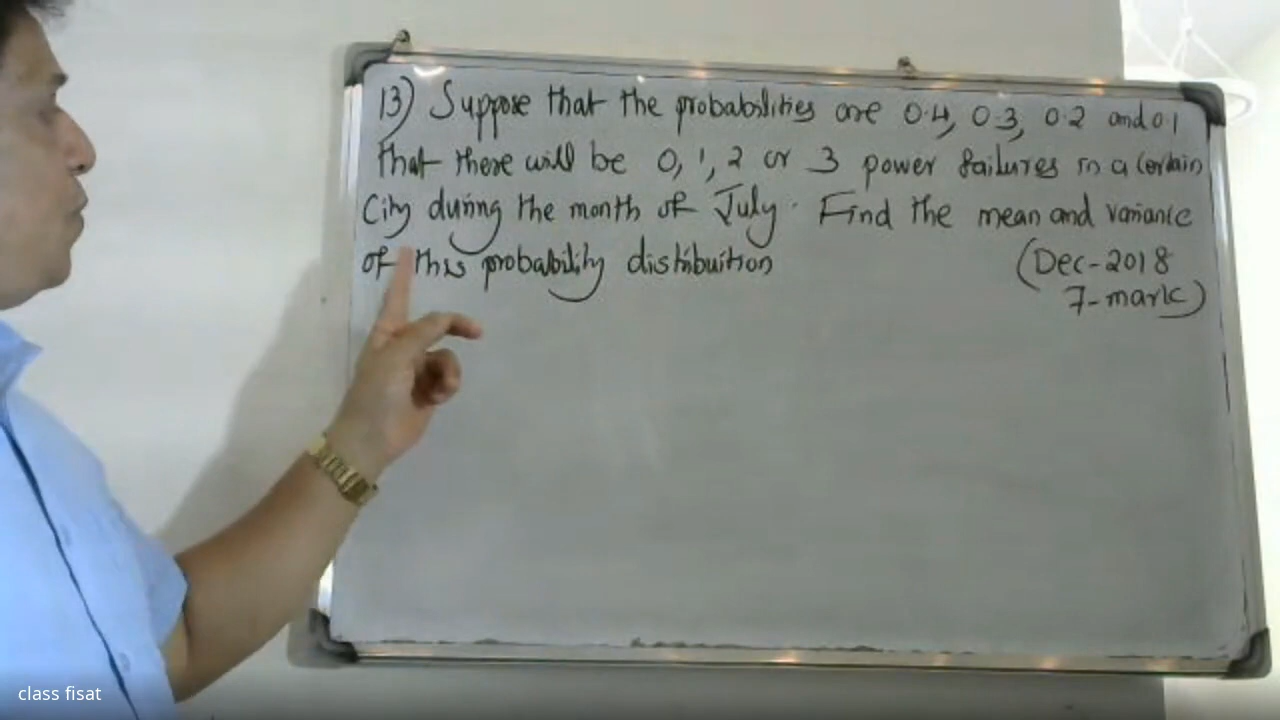 13) Suppose that the probabilities are 0.4, 0.3, 0.2 and 0.1
that there will be 0, 1, 2 or 3 power failures in a certain
City during the month of July. Find the mean and variance
of this probability distribuition
(Dec-2018
7-mark)
class fisat